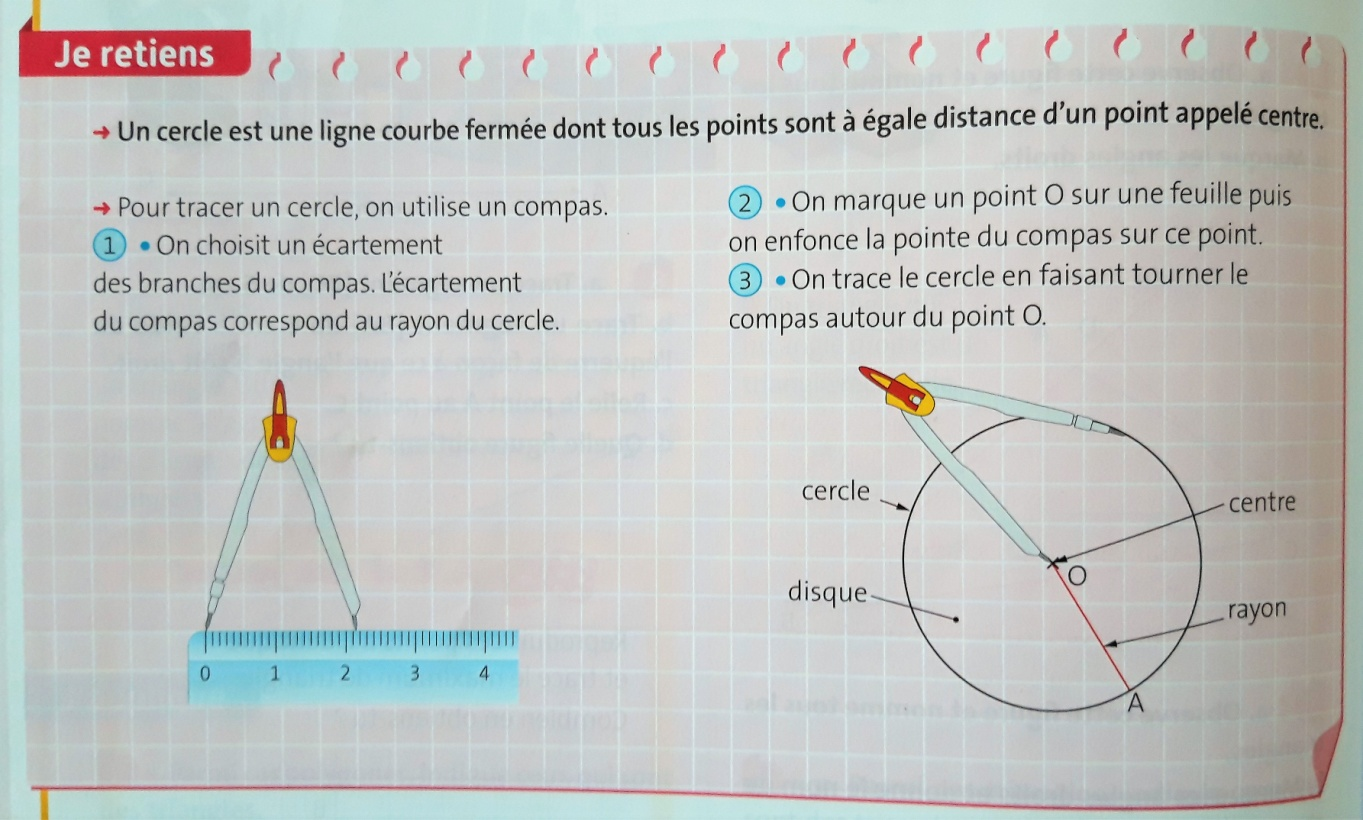 Je retiens
→ Un cercle est une ligne courbe fermée dont tous les points sont à égale distance d'un point appelé centre.
→ Pour tracer un cercle, on utilise un compas.
1 • On choisit un écartement
des branches du compas. L'écartement
du compas correspond au rayon du cercle.
2 • On marque un point O sur une feuille puis
on enfonce la pointe du compas sur ce point.
3 • On trace le cercle en faisant tourner le
compas autour du point O.
0 1 2 3 4
cercle
centre
O
disque
rayon
A